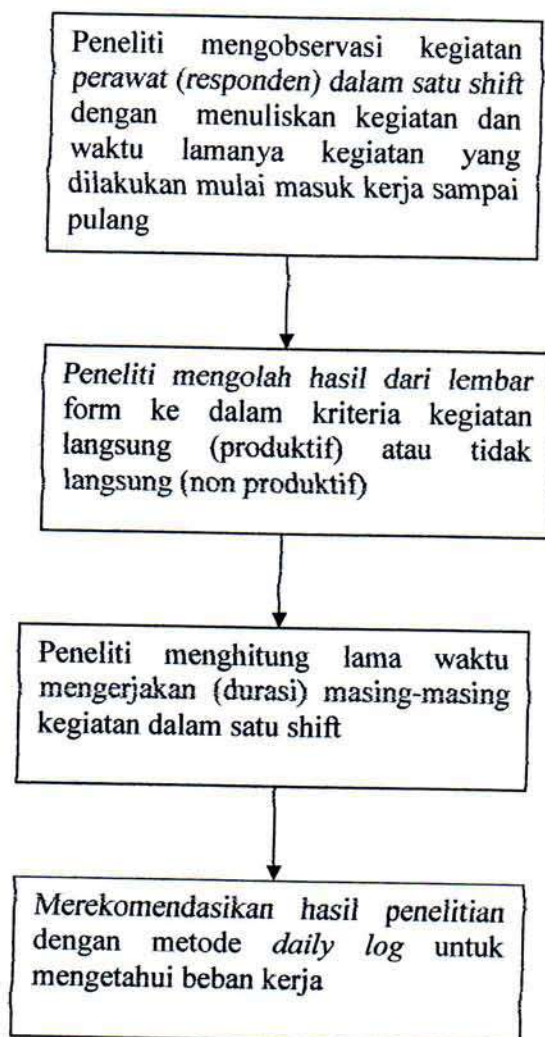 Peneliti mengobservasi kegiatan
perawat (responden) dalam satu shift
dengan menuliskan kegiatan dan
waktu lamanya kegiatan yang
dilakukan mulai masuk kerja sampai
pulang
Peneliti mengolah hasil dari lembar
form ke dalam kriteria kegiatan
langsung (produktif) atau tidak
langsung (non produktif)
Peneliti menghitung lama waktu
mengerjakan (durasi) masing-masing
kegiatan dalam satu shift
Merekomendasikan hasil penelitian
dengan metode daily log untuk
mengetahui beban kerja